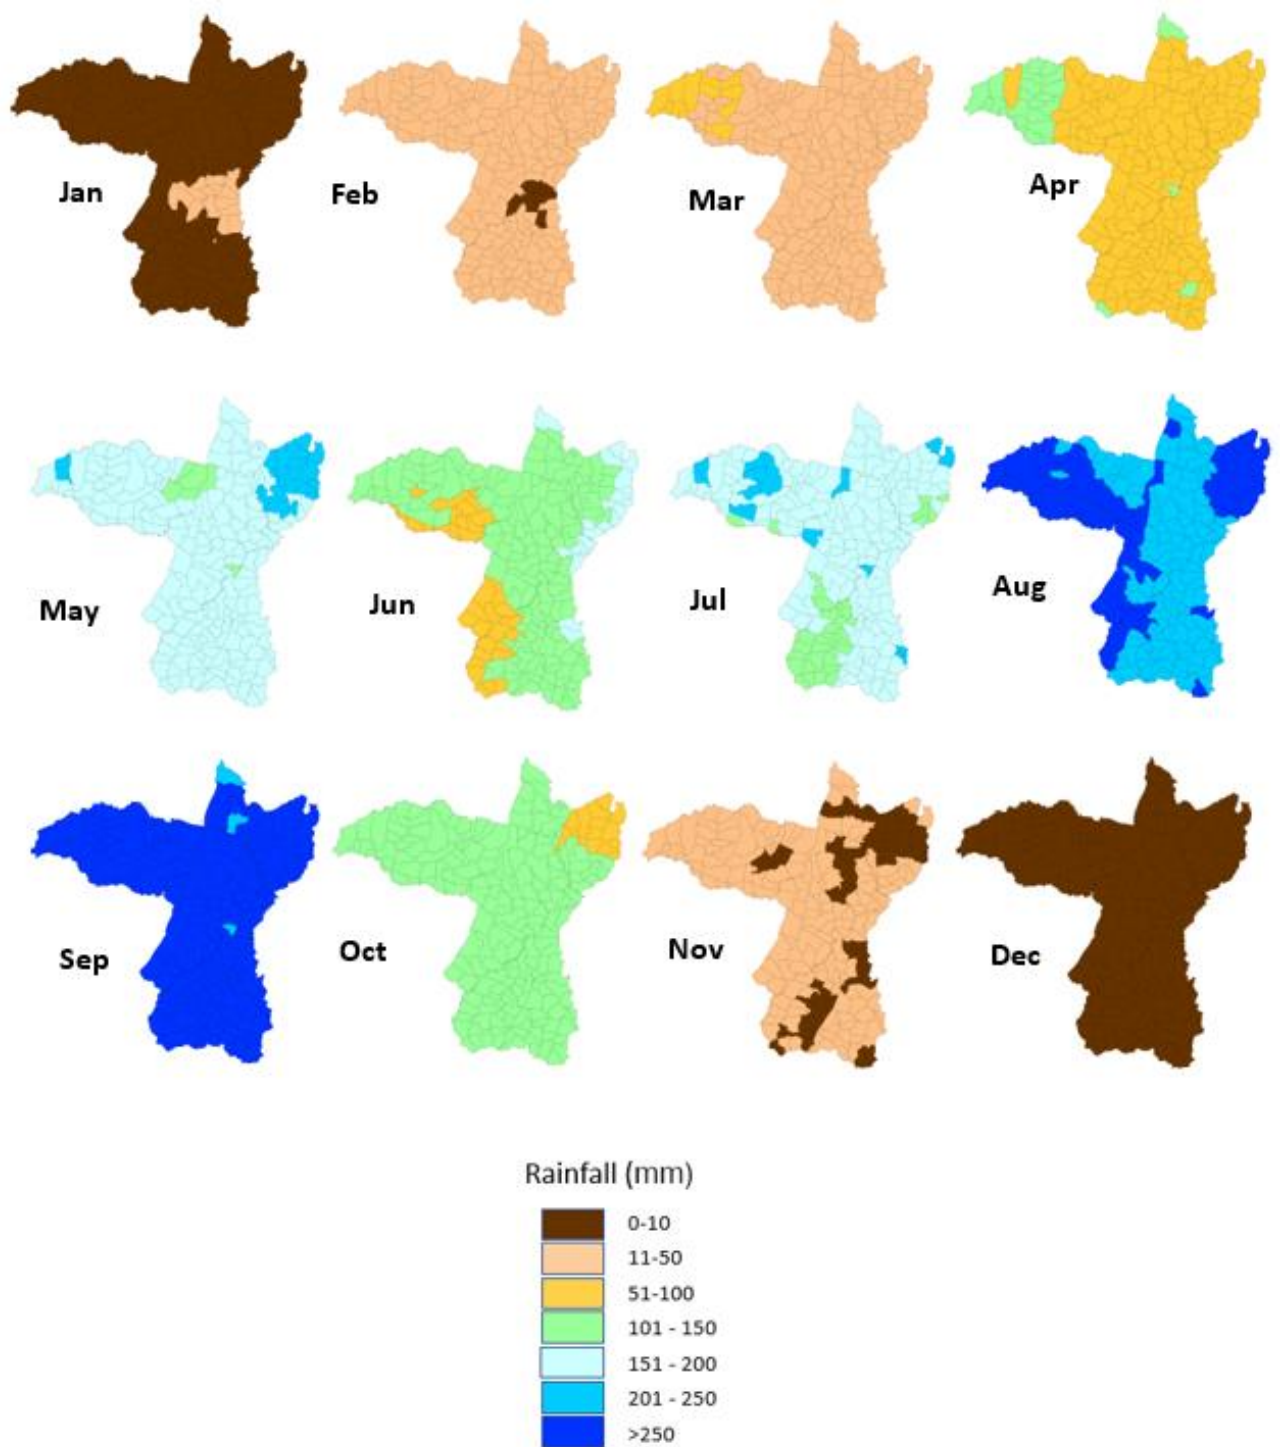 Jan
Feb
Mar
Apr
May
Jun
Jul
Aug
Sep
Oct
Nov
Dec
Rainfall (mm)
0-10
11-50
51-100
101 - 150
151 - 200
201 - 250
>250